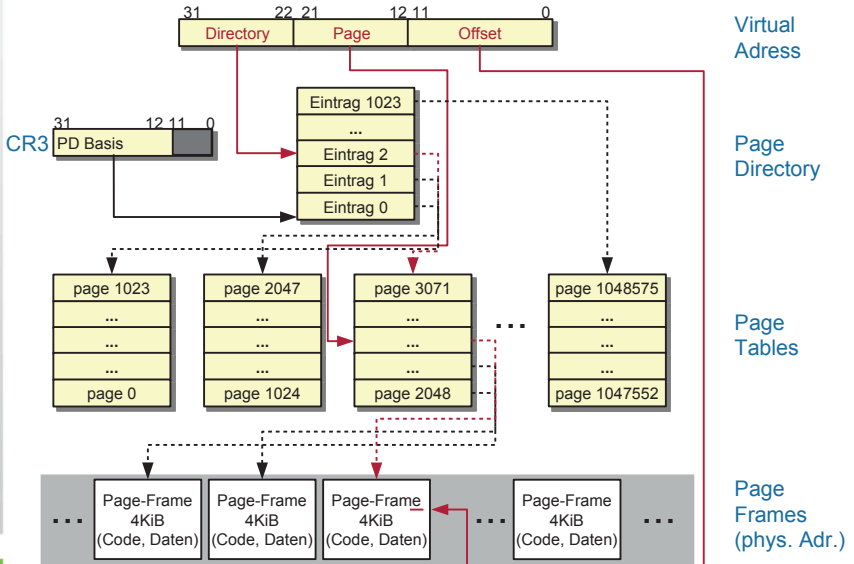 31 22 21 12 11 0
Directory Page Offset
Virtual
Adress
31 12 11 0
CR3 PD Basis
Eintrag 1023
...
Eintrag 2
Eintrag 1
Eintrag 0
Page
Directory
page 1023
...
...
...
page 0
page 2047
...
...
...
page 1024
page 3071
...
...
...
page 2048
...
page 1048575
...
...
...
page 1047552
Page
Tables
...
Page-Frame
4KiB
(Code, Daten)
Page-Frame
4KiB
(Code, Daten)
Page-Frame
4KiB
(Code, Daten)
...
Page-Frame
4KiB
(Code, Daten)
...
Page
Frames
(phys. Adr.)